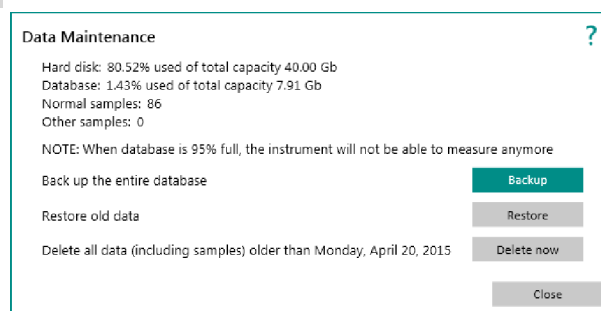 Data Maintenance
?
Hard disk: 80.52% used of total capacity 40.00 Gb
Database: 1.43% used of total capacity 7.91 Gb
Normal samples: 86
Other samples: 0
NOTE: When database is 95% full, the instrument will not be able to measure anymore
Back up the entire database
Backup
Restore old data
Restore
Delete all data (including samples) older than Monday, April 20, 2015
Delete now
Close